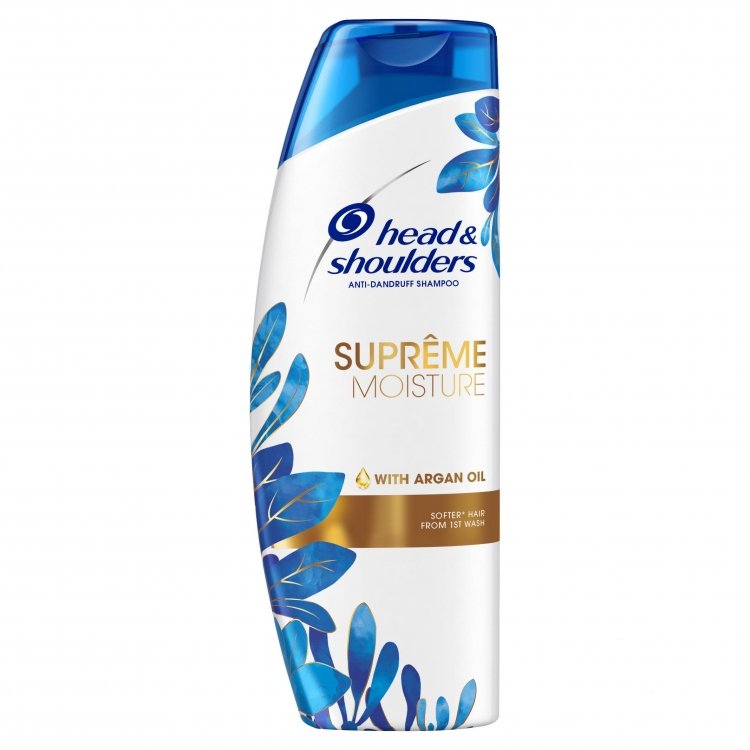 head &
shoulders
ANTI-DANDRUFF SHAMPOO
SUPRÊME
MOISTURE
WITH ARGAN OIL
SOFTER* HAIR
FROM 1ST WASH